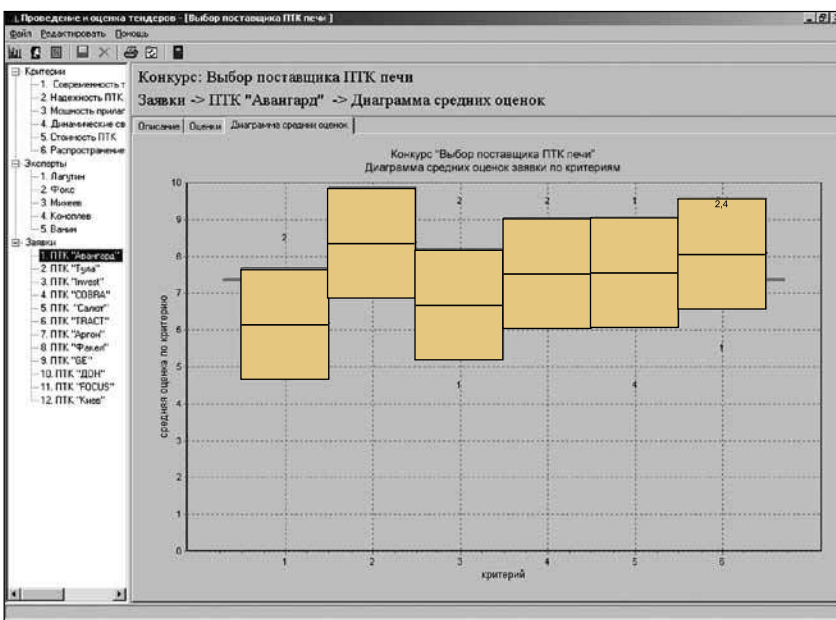 Проведение и оценка тендеров - [Выбор поставщика ПТК печи ]
Файл Редактировать Помощь
Критерии
1. Современность т
2. Надежность ПТК
3 Мощность прилаг
4. Динамические св
5. Стоимость ПТК
6. Распространение
Эксперты
1. Лагутин
2. Фокс
3. Михеев
4. Коноплев
5. Ванин
Заявки
1. ПТК "Авангард"
2. ПТК "Тула"
3. ПТК "Invest"
4. ПТК "COBRA"
5. ПТК "Салют"
6. ПТК "TRACT"
7. ПТК "Аргон"
8. ПТК "Факел"
9. ПТК "GE"
10. ПТК "ДОН"
11. ПТК "FOCUS"
12. ПТК "Киев"
Конкурс: Выбор поставщика ПТК печи
Заявки -> ПТК "Авангард" -> Диаграмма средних оценок
Описание Оценки Диаграмма средних оценок
Конкурс "Выбор поставщика ПТК печи"
Диаграмма средних оценок заявки по критериям
средняя оценка по критерию
10
9
8
7
6
5
4
3
2
1
0
2
2
2
1
2,4
1
4
1
1 2 3 4 5 6
критерий